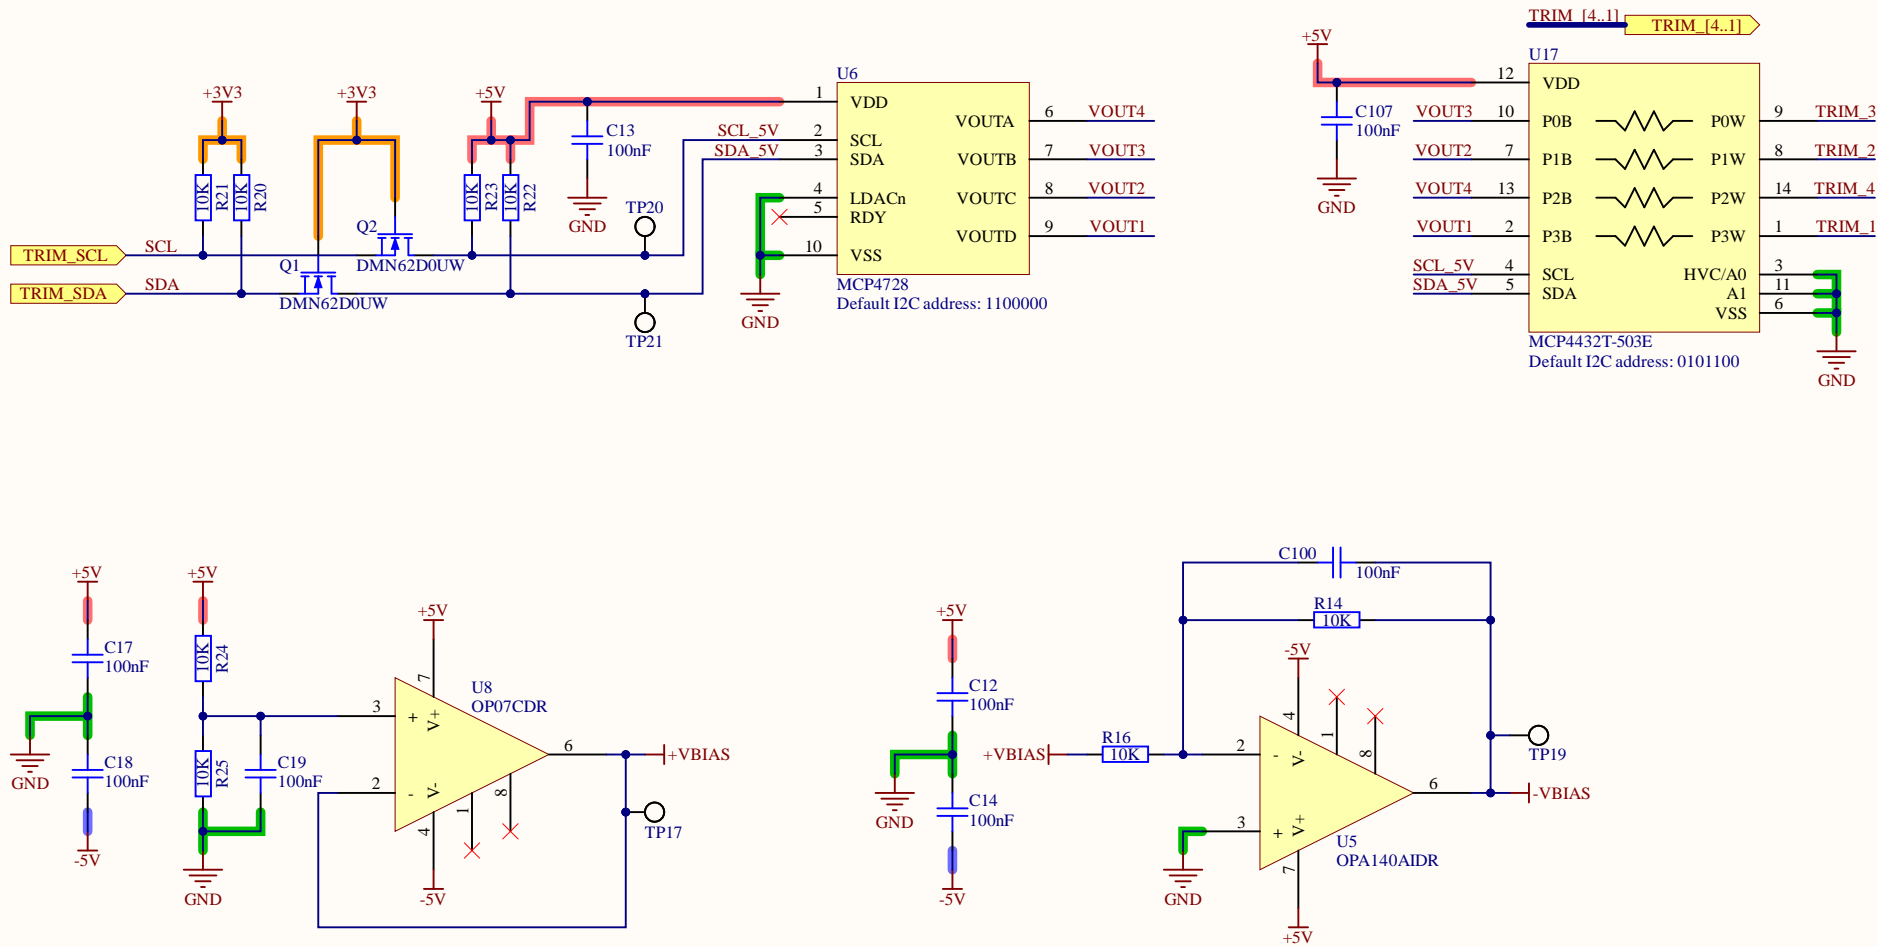 TRIM_[4..1]
TRIM_[4..1]
+3V3
+3V3
+5V
U6
C13
100nF
SCL_5V
SDA_5V
1
VDD
2
SCL
3
SDA
4
LDACn
5
RDY
10
VSS
VOUTA
6
VOUT4
VOUTB
7
VOUT3
VOUTC
8
VOUT2
VOUTD
9
VOUT1
MCP4728
Default I2C address: 1100000
10K
R21
10K
R20
10K
R23
10K
R22
GND
TP20
TRIM_SCL
SCL
Q2
DMN62D0UW
TRIM_SDA
SDA
Q1
DMN62D0UW
TP21
GND
+5V
U17
C107
100nF
GND
12
VDD
VOUT3
10
P0B
P0W
9
TRIM_3
VOUT2
7
P1B
P1W
8
TRIM_2
VOUT4
13
P2B
P2W
14
TRIM_4
VOUT1
2
P3B
P3W
1
TRIM_1
SCL_5V
4
SCL
HVC/A0
3
SDA_5V
5
SDA
A1
11
VSS
6
MCP4432T-503E
Default I2C address: 0101100
GND
+5V
C17
100nF
GND
C18
100nF
-5V
+5V
10K
R24
10K
R25
C19
100nF
GND
+5V
7
U8
OP07CDR
3
+
V+
2
-
V-
6
+VBIAS
1
8
4
-5V
TP17
+5V
C12
100nF
GND
C14
100nF
-5V
C100
100nF
R14
10K
-5V
+VBIAS
R16
10K
2
-
V-
4
1
8
3
+
V+
7
6
U5
OPA140AIDR
GND
+5V
TP19
-VBIAS